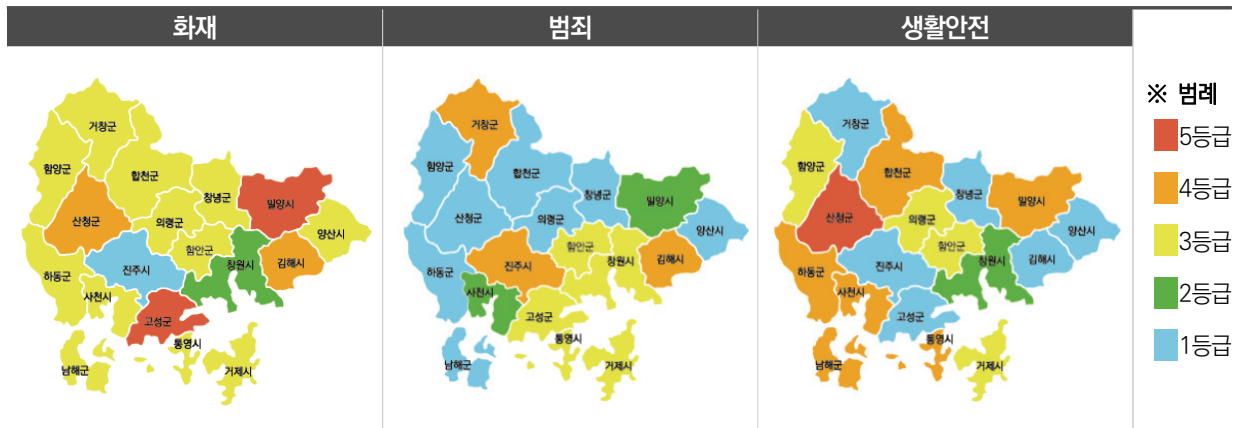 화재
범죄
생활안전
거창군
함양군
합천군
창녕군
밀양시
산청군
의령군
양산시
함안군
하동군
진주시
창원시
김해시
사천시
고성군
통영시
남해군
거제시
거창군
함양군
합천군
창녕군
밀양시
산청군
의령군
양산시
함안군
하동군
진주시
창원시
김해시
사천시
고성군
통영시
남해군
거제시
거창군
함양군
합천군
창녕군
밀양시
산청군
의령군
양산시
함안군
하동군
진주시
창원시
김해시
사천시
고성군
통영시
남해군
거제시
※ 범례
5등급
4등급
3등급
2등급
1등급